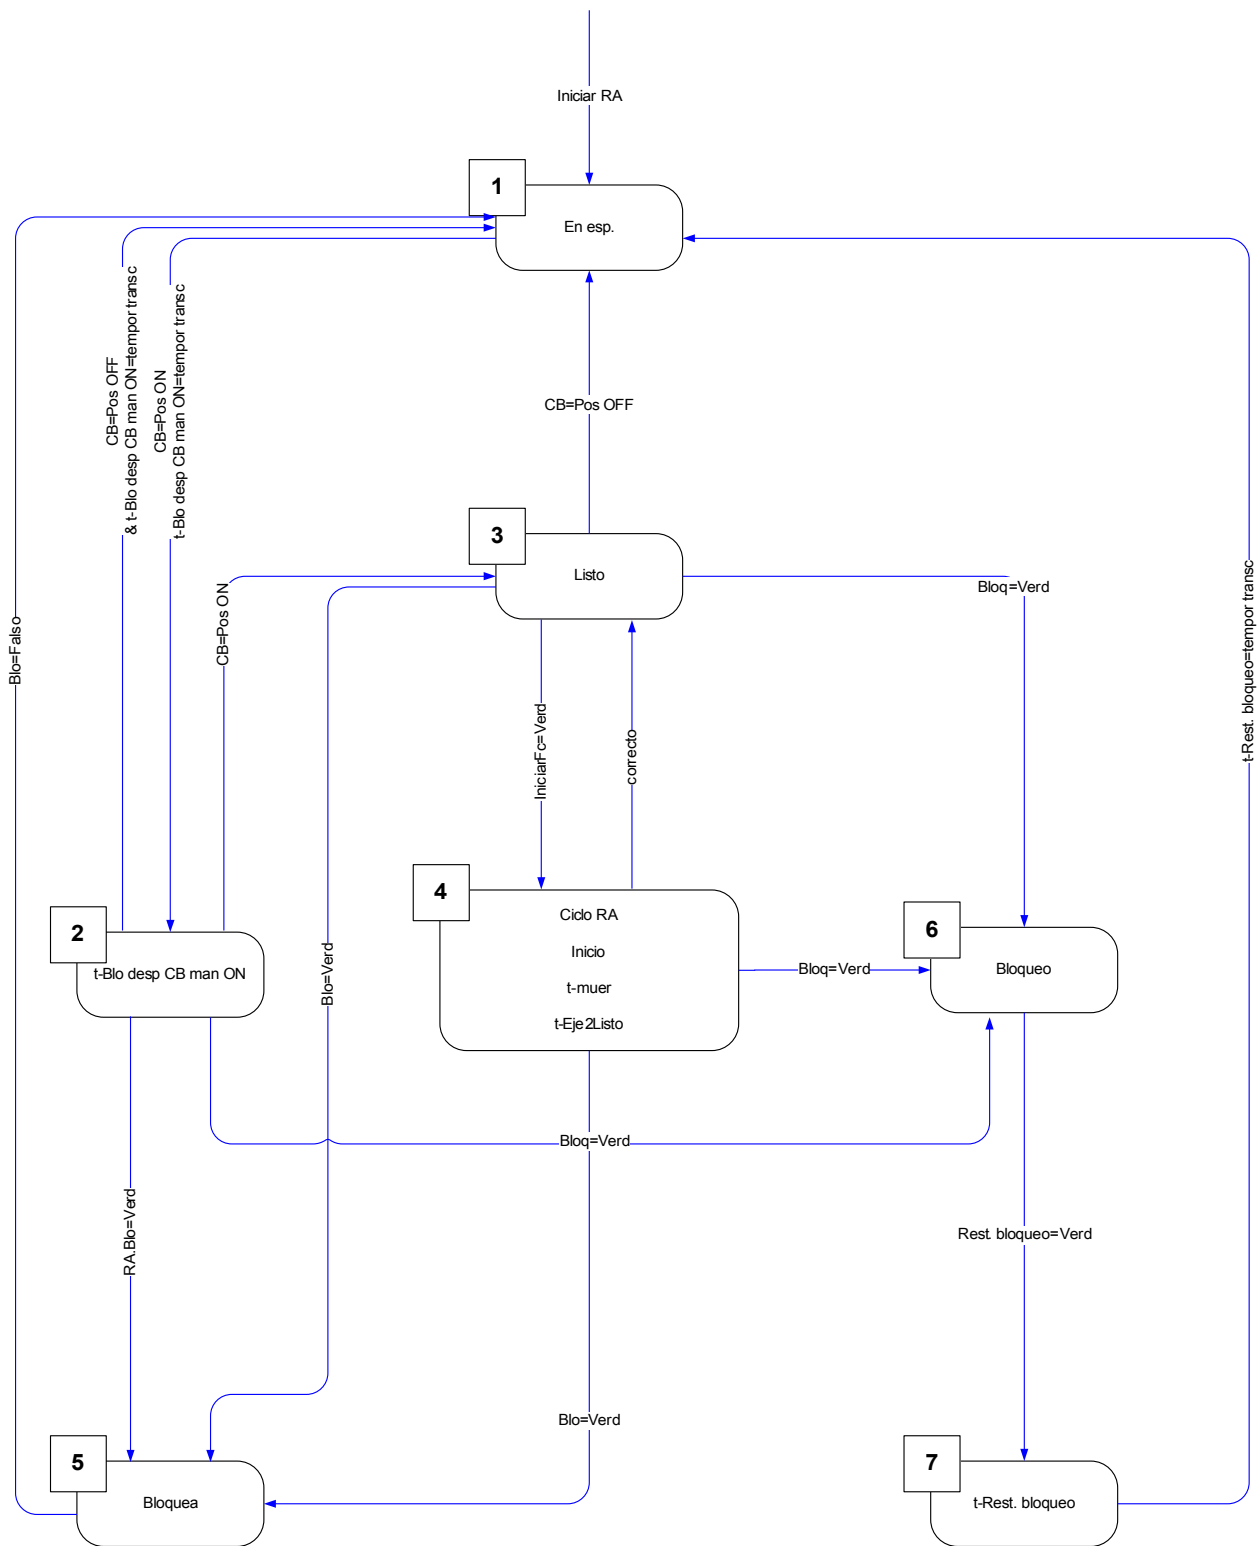 Iniciar RA
1
En esp.
CB=Pos OFF
& t-Blo desp CB man ON=tempor transc
CB=Pos ON
t-Blo desp CB man ON=tempor transc
CB=Pos OFF
t-Rest. bloqueo=tempor transc
3
Listo
Bloq=Verd
CB=Pos ON
Blo=Falso
IniciarFc=Verd
correcto
4
Ciclo RA
Inicio
t-muer
t-Eje2Listo
2
t-Blo desp CB man ON
Blo=Verd
Bloq=Verd
6
Bloqueo
Bloq=Verd
RA.Blo=Verd
Rest. bloqueo=Verd
Blo=Verd
5
Bloquea
7
t-Rest. bloqueo